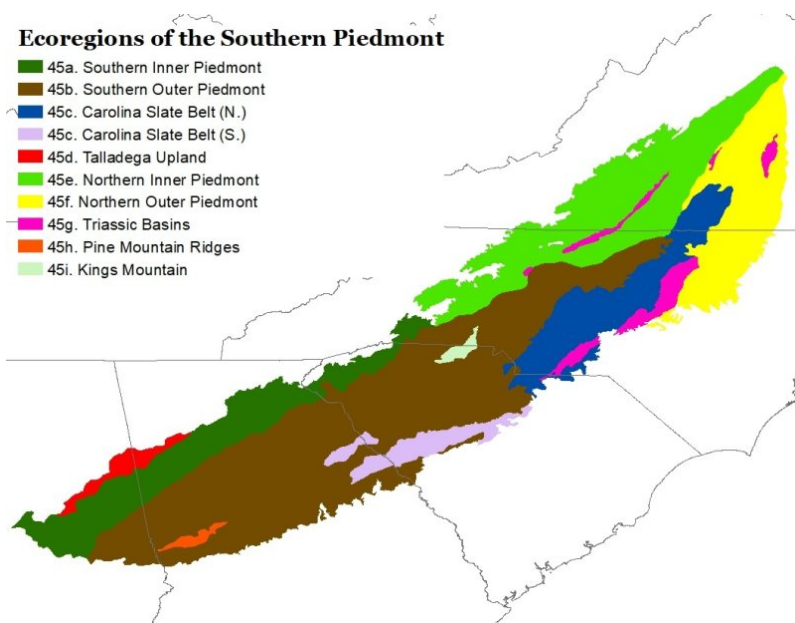 Ecoregions of the Southern Piedmont
45a. Southern Inner Piedmont
45b. Southern Outer Piedmont
45c. Carolina Slate Belt (N.)
45c. Carolina Slate Belt (S.)
45d. Talladega Upland
45e. Northern Inner Piedmont
45f. Northern Outer Piedmont
45g. Triassic Basins
45h. Pine Mountain Ridges
45i. Kings Mountain